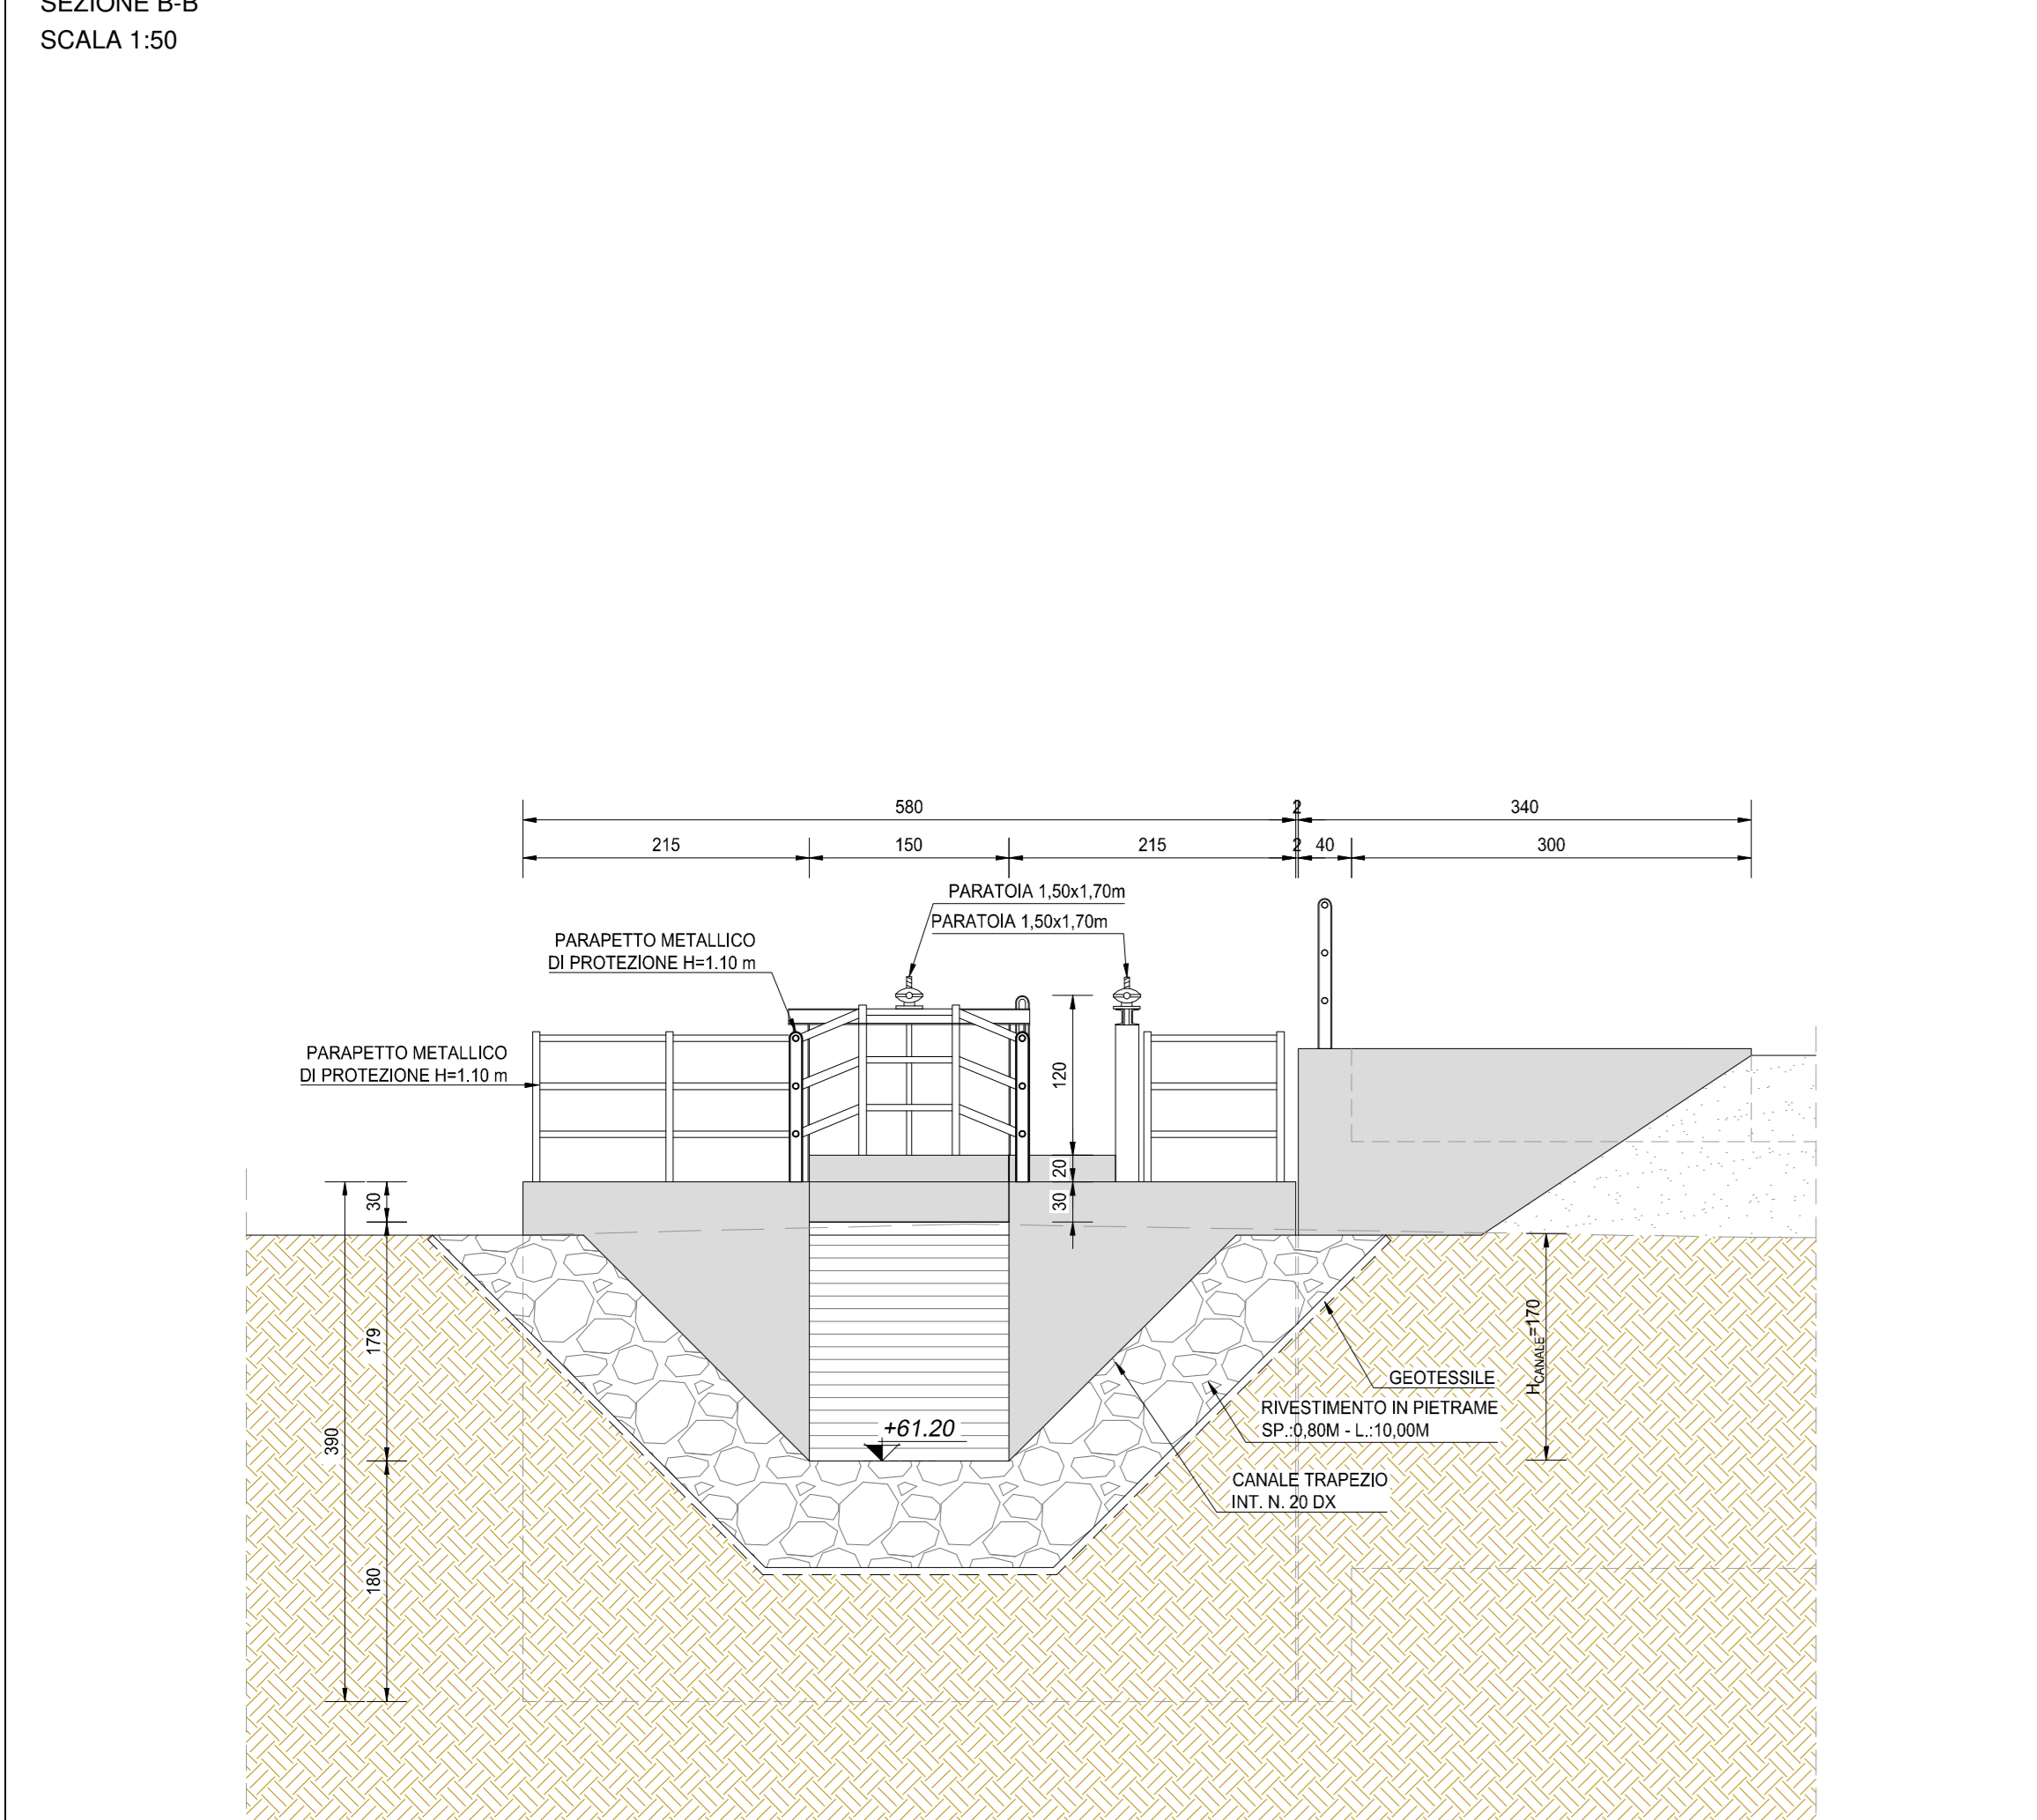 SEZIONE B-B
SCALA 1:50
580
2
340
215
150
215
2
40
300
PARATOIA 1,50x1,70m
PARATOIA 1,50x1,70m
PARAPETTO METALLICO
DI PROTEZIONE H=1.10 m
PARAPETTO METALLICO
DI PROTEZIONE H=1.10 m
120
20
30
30
179
390
180
H CANALE=170
GEOTESSILE
RIVESTIMENTO IN PIETRAME
SP.:0,80M - L.:10,00M
+61.20
CANALE TRAPEZIO
INT. N. 20 DX